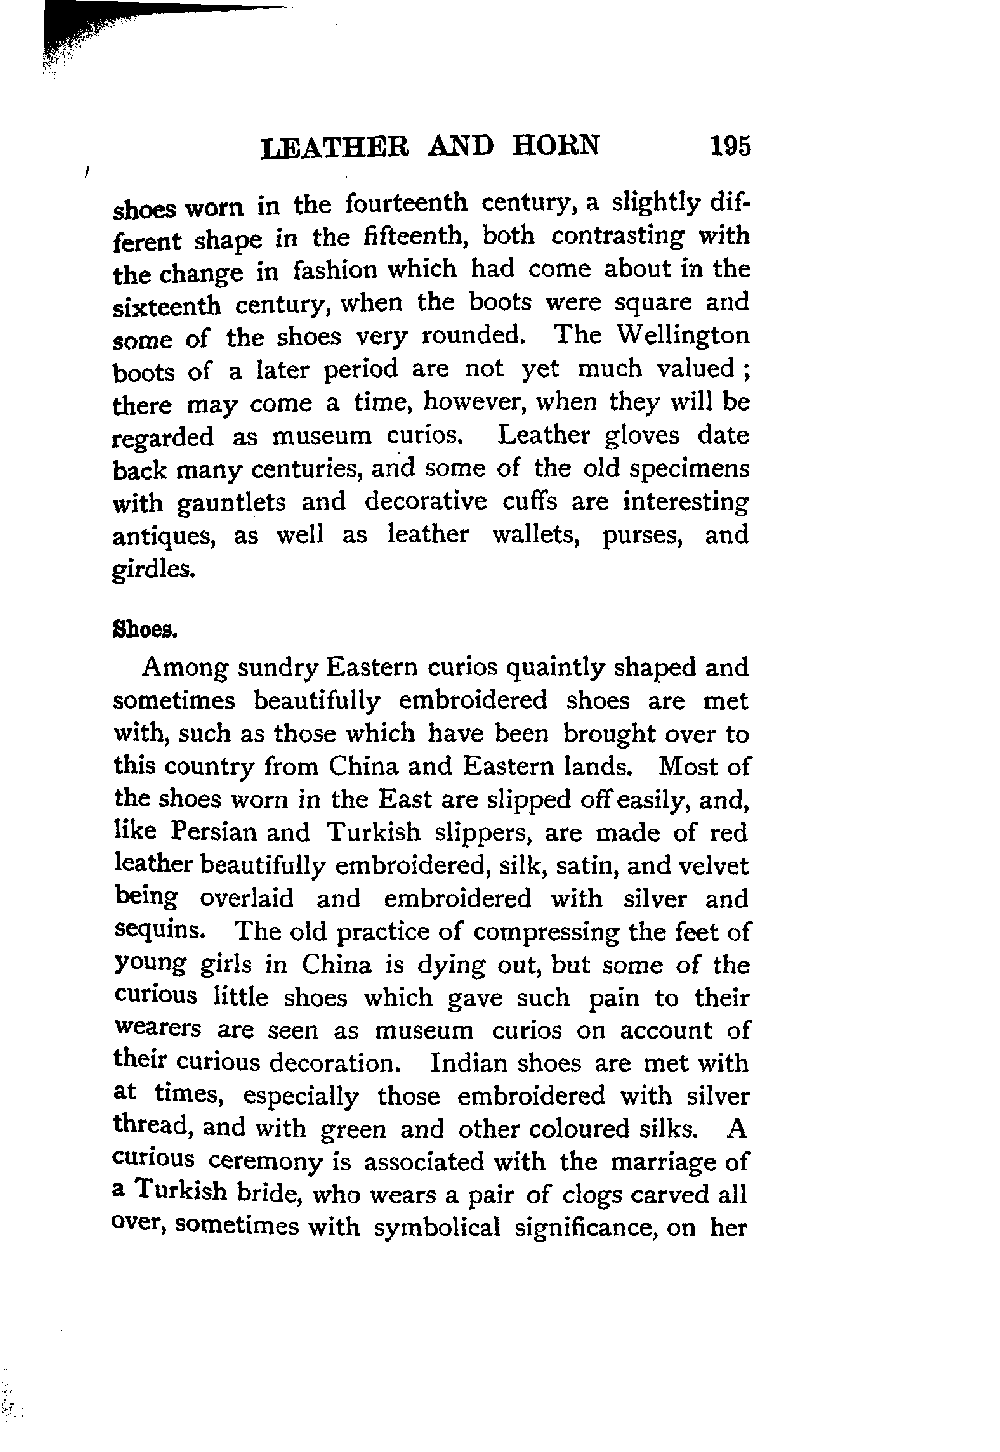 LEATHER AND HORN 195
shoes worn in the fourteenth century, a slightly dif-
ferent shape in the fifteenth, both contrasting with
the change in fashion which had come about in the
sixteenth century, when the boots were square and
some of the shoes very rounded. The Wellington
boots of a later period are not yet much valued ;
there may come a time, however, when they will be
regarded as museum curios. Leather gloves date
back many centuries, and some of the old specimens
with gauntlets and decorative cuffs are interesting
antiques, as well as leather wallets, purses, and
girdles.
Shoes.
Among sundry Eastern curios quaintly shaped and
sometimes beautifully embroidered shoes are met
with, such as those which have been brought over to
this country from China and Eastern lands. Most of
the shoes worn in the East are slipped off easily, and,
like Persian and Turkish slippers, are made of red
leather beautifully embroidered, silk, satin, and velvet
being overlaid and embroidered with silver and
sequins. The old practice of compressing the feet of
young girls in China is dying out, but some of the
curious little shoes which gave such pain to their
wearers are seen as museum curios on account of
their curious decoration. Indian shoes are met with
at times, especially those embroidered with silver
thread, and with green and other coloured silks. A
curious ceremony is associated with the marriage of
a Turkish bride, who wears a pair of clogs carved all
over, sometimes with symbolical significance, on her